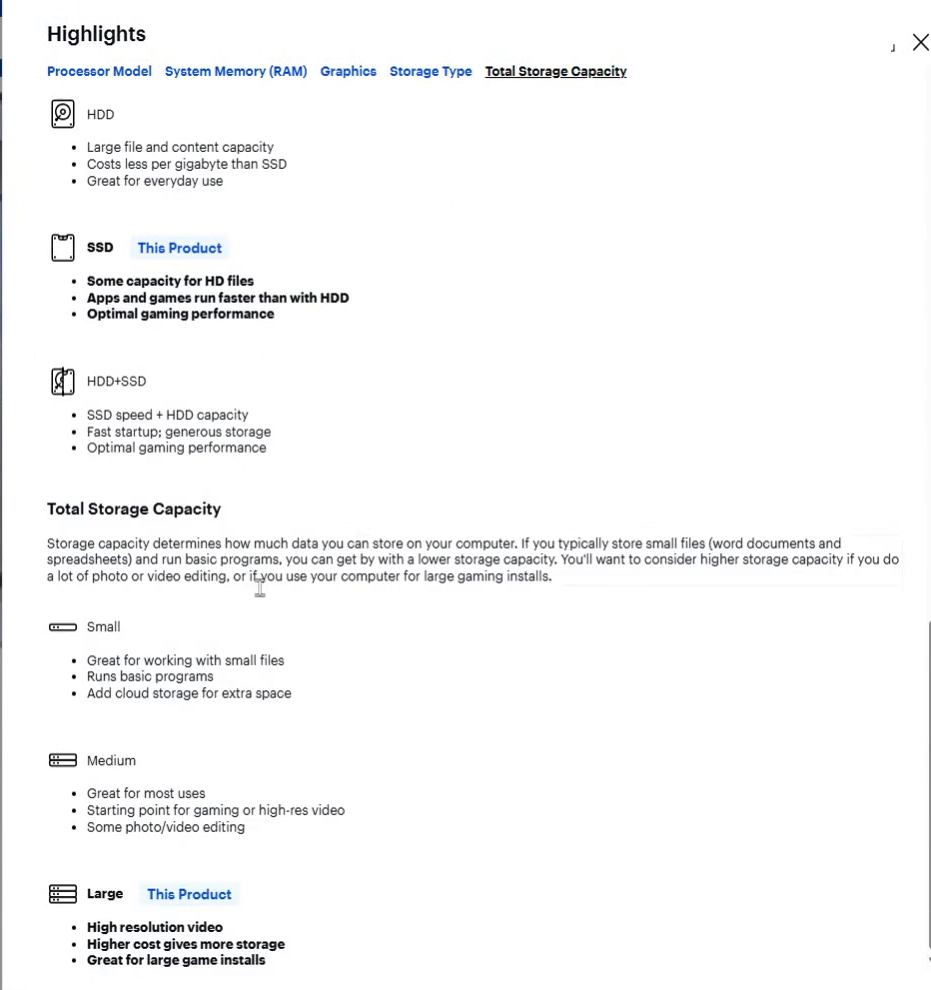 Highlights
Processor Model System Memory (RAM) Graphics Storage Type Total Storage Capacity
HDD
• Large file and content capacity
• Costs less per gigabyte than SSD
• Great for everyday use
SSD This Product
• Some capacity for HD files
• Apps and games run faster than with HDD
• Optimal gaming performance
HDD+SSD
• SSD speed + HDD capacity
• Fast startup; generous storage
• Optimal gaming performance
Total Storage Capacity
Storage capacity determines how much data you can store on your computer. If you typically store small files (word documents and
spreadsheets) and run basic programs, you can get by with a lower storage capacity. You'll want to consider higher storage capacity if you do
a lot of photo or video editing, or if you use your computer for large gaming installs.
Small
• Great for working with small files
• Runs basic programs
• Add cloud storage for extra space
Medium
• Great for most uses
• Starting point for gaming or high-res video
• Some photo/video editing
Large This Product
• High resolution video
• Higher cost gives more storage
• Great for large game installs